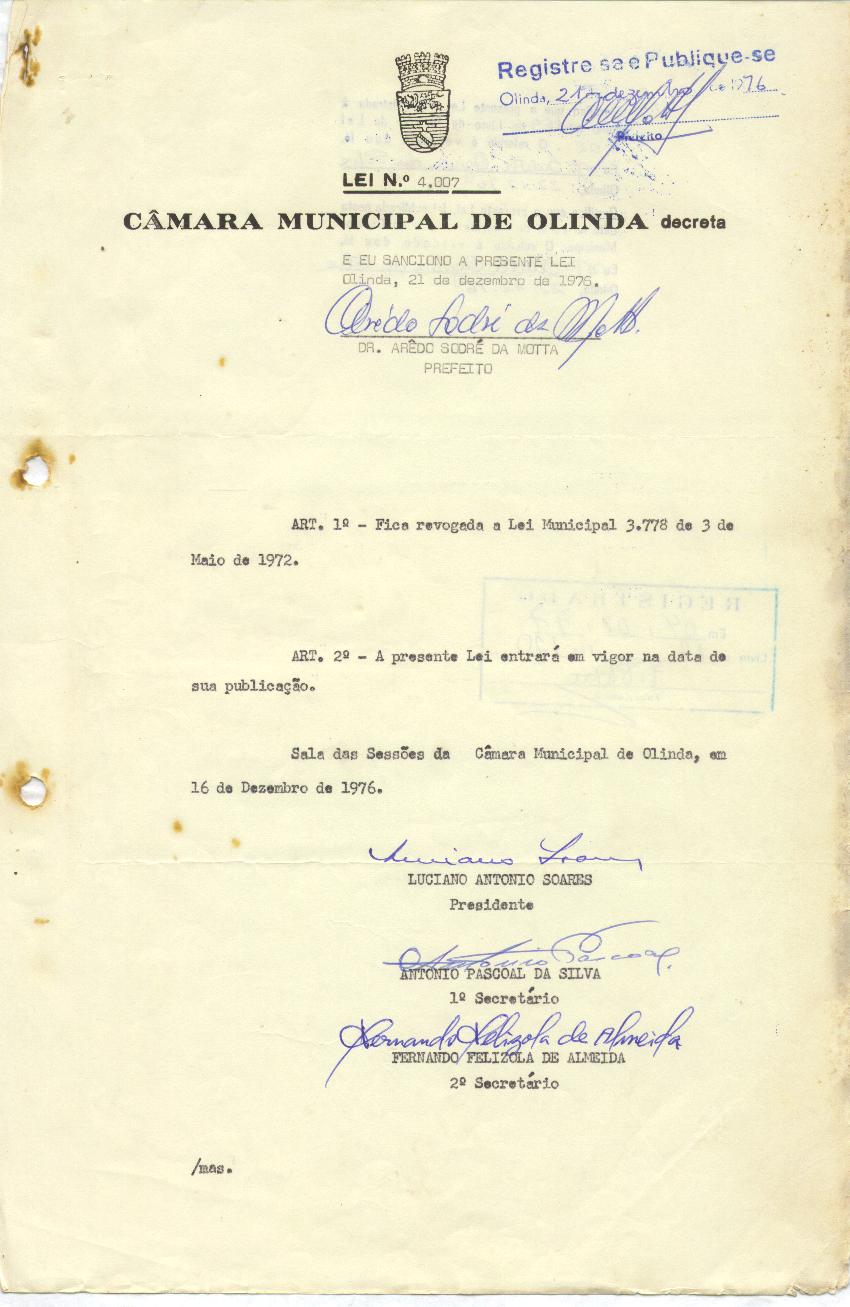 Registre se e Publique-se
Olinda, 21 de dezembro de 1976
Prefeito
LEI N.º 4.007
CÂMARA MUNICIPAL DE OLINDA decreta
E EU SANCIONO A PRESENTE LEI
Olinda, 21 de dezembro de 1976.
Arêdo Sodré da Motta
DR. ARÊDO SODRÉ DA MOTTA
PREFEITO
ART. 1º - Fica revogada a Lei Municipal 3.778 de 3 de
Maio de 1972.
ART. 2º - A presente Lei entrará em vigor na data de
sua publicação.
Sala das Sessões da Câmara Municipal de Olinda, em
16 de Dezembro de 1976.
Luciano Soares
LUCIANO ANTONIO SOARES
Presidente
Antonio Pascoal.
ANTONIO PASCOAL DA SILVA
1º Secretário
Fernando Felizola de Almeida
FERNANDO FELIZOLA DE ALMEIDA
2º Secretário
/mas.